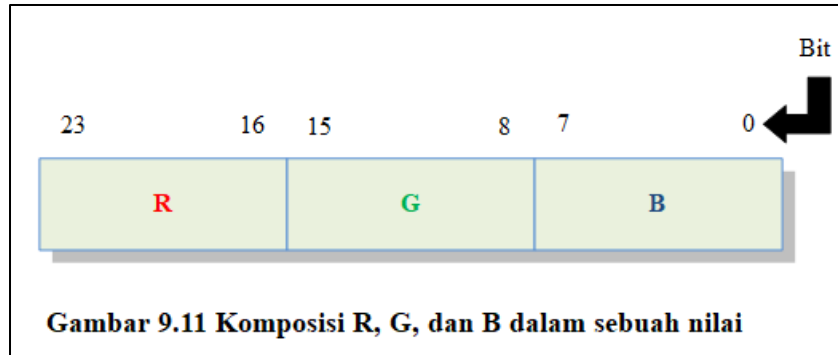 Bit
23 16 15 8 7 0
R G B
Gambar 9.11 Komposisi R, G, dan B dalam sebuah nilai